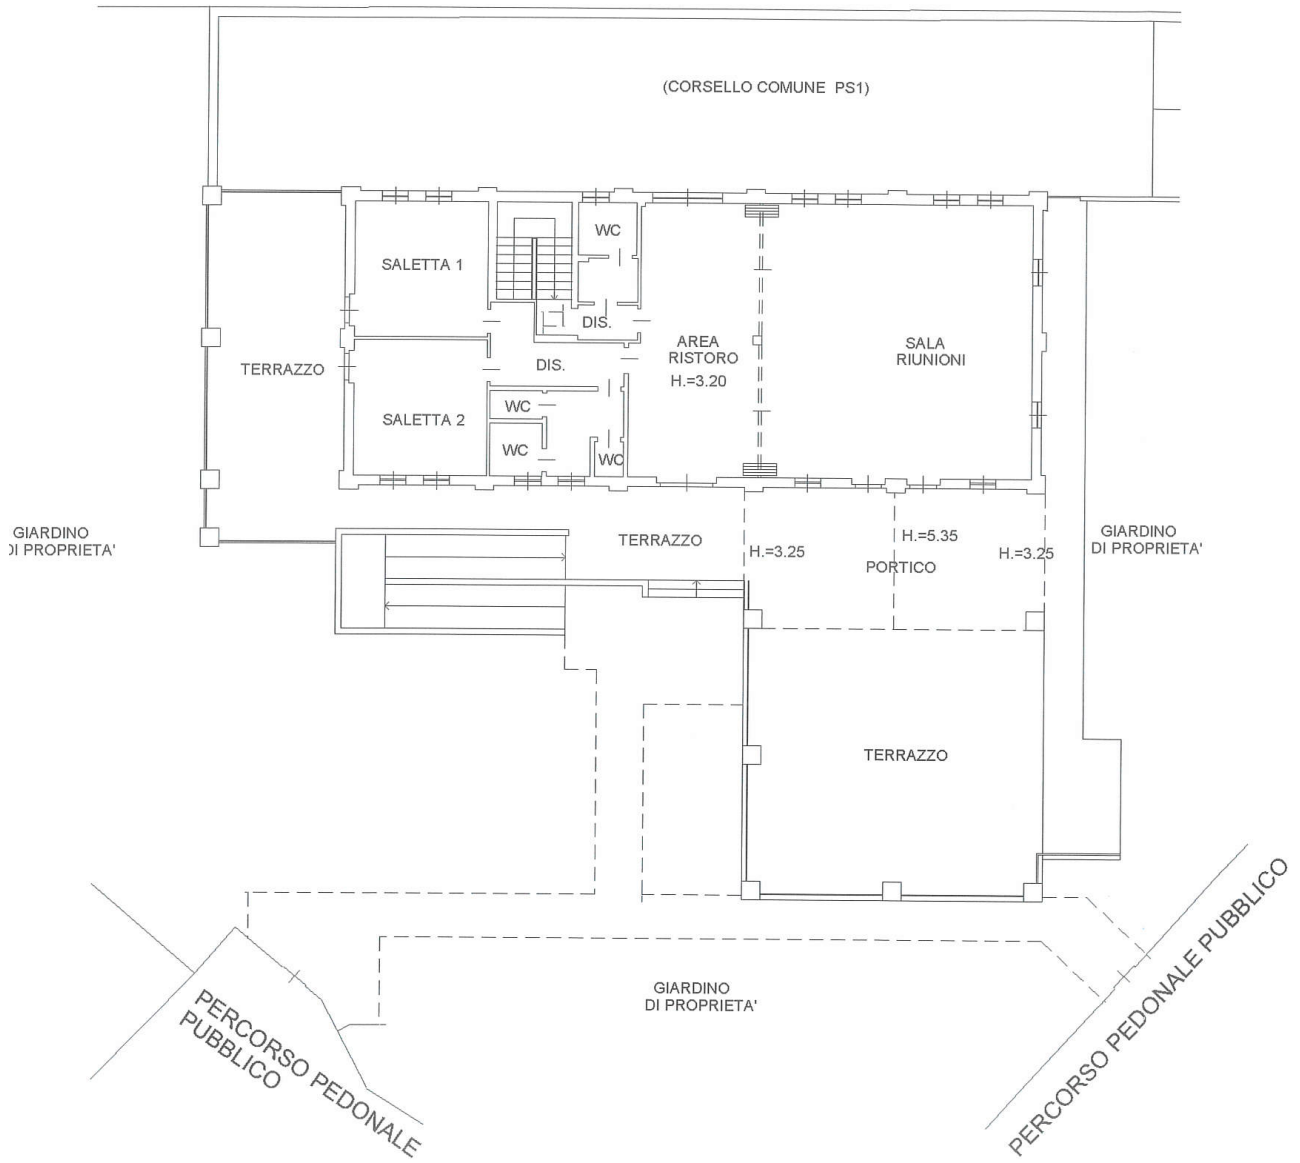 (CORSELLO COMUNE PS1)
WC
SALETTA 1
DIS.
AREA
RISTORO
H.=3.20
SALA
RIUNIONI
TERRAZZO
DIS.
SALETTA 2
WC
WC
WC
GIARDINO
DI PROPRIETA'
TERRAZZO
H.=3.25
H.=5.35
H.=3.25
PORTICO
GIARDINO
DI PROPRIETA'
TERRAZZO
GIARDINO
DI PROPRIETA'
PERCORSO PEDONALE
PUBBLICO
PERCORSO PEDONALE PUBBLICO